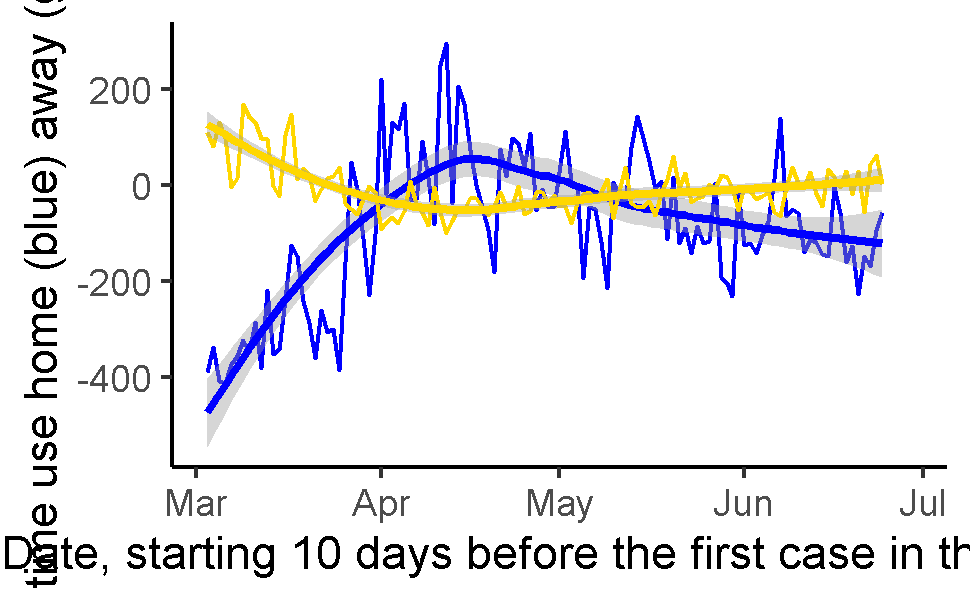 time use home (blue) away (
200
0
-200
-400
Mar Apr May Jun Jul
Date, starting 10 days before the first case in th